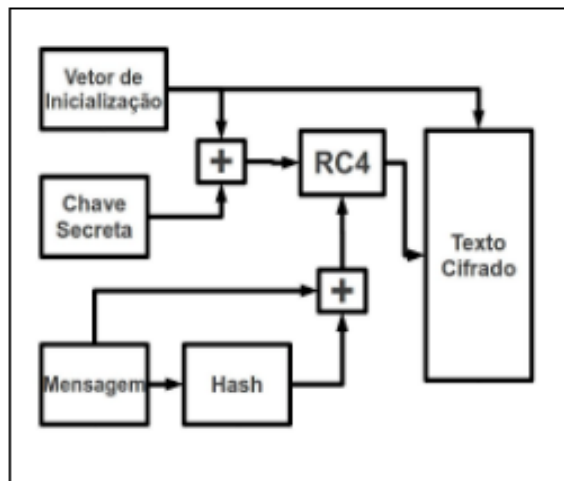 Vetor de
Inicialização
+
RC4
Chave
Secreta
Texto
Cifrado
+
Mensagem
Hash